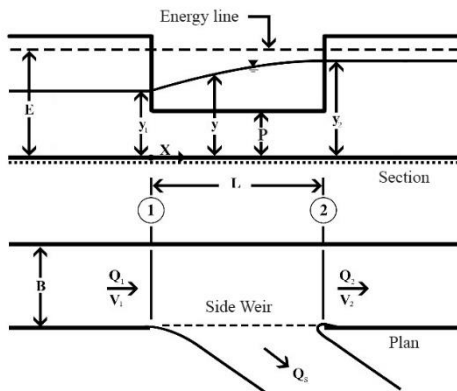 Energy line
E
y₁
y
P
y₂
X
Section
L
1
2
B
Q₁
V₁
Side Weir
Q₂
V₂
Plan
Qₛ